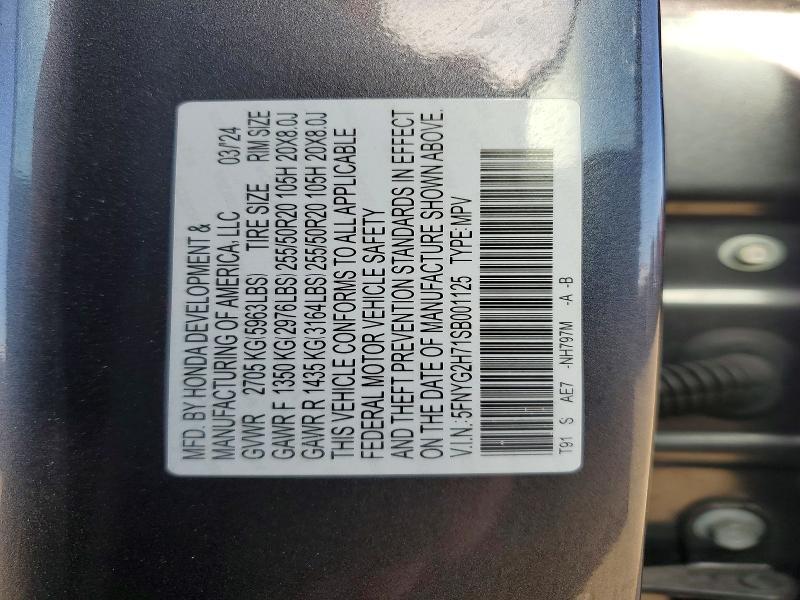 MFD. BY HONDA DEVELOPMENT &
MANUFACTURING OF AMERICA, LLC 03/'24
GVWR 2705 KG(5963LBS) TIRE SIZE RIM SIZE
GAWR F 1350 KG(2976LBS) 255/50R20 105H 20X8.0J
GAWR R 1435 KG(3164LBS) 255/50R20 105H 20X8.0J
THIS VEHICLE CONFORMS TO ALL APPLICABLE
FEDERAL MOTOR VEHICLE SAFETY
AND THEFT PREVENTION STANDARDS IN EFFECT
ON THE DATE OF MANUFACTURE SHOWN ABOVE.
V.I.N.: 5FNYG2H71SB001125 TYPE: MPV
T91 S AE7 -NH797M -A -B